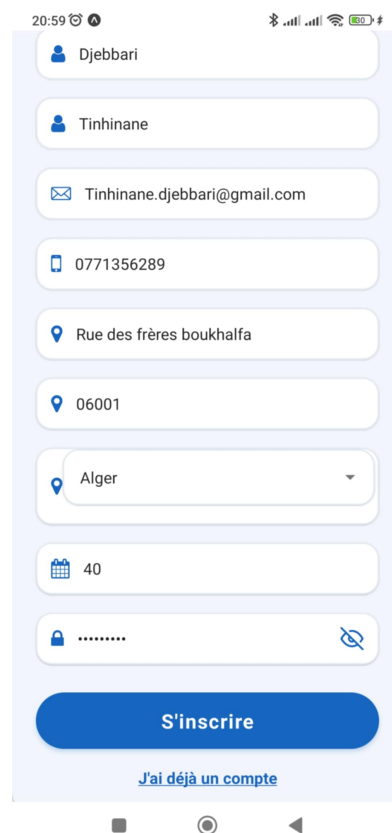 20:59
80
Djebbari
Tinhinane
Tinhinane.djebbari@gmail.com
0771356289
Rue des frères boukhalfa
06001
Alger
40
•••••••••
S'inscrire
J'ai déjà un compte